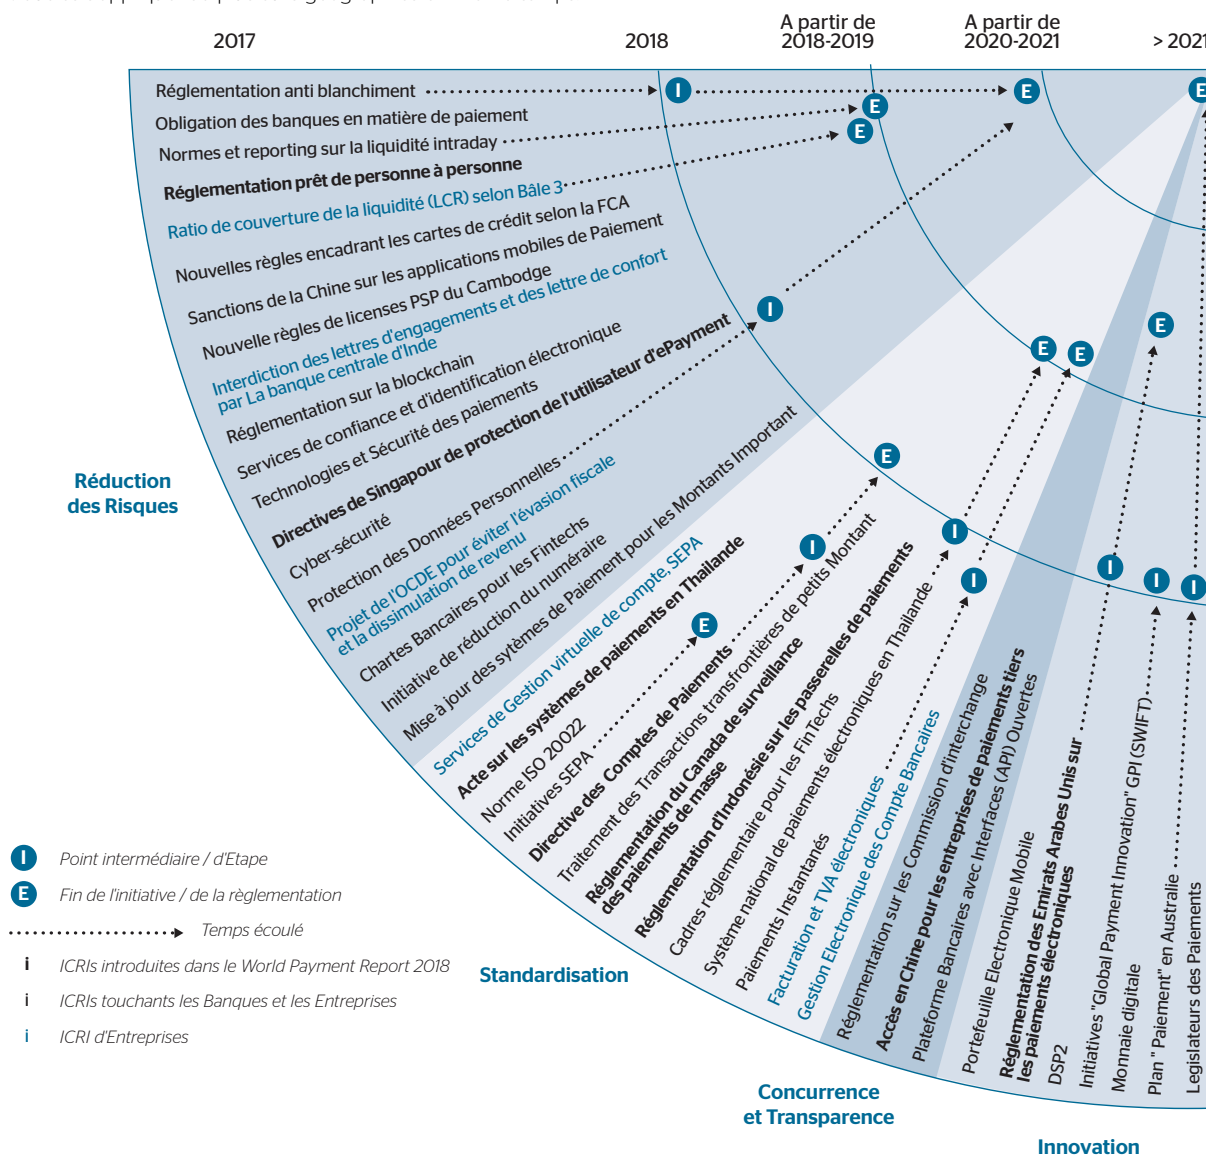 2017
2018
A partir de
2018-2019
A partir de
2020-2021
> 2021
Réglementation anti blanchiment
I
E
E
Obligation des banques en matière de paiement
E
Normes et reporting sur la liquidité intraday
E
Réglementation prêt de personne à personne
Ratio de couverture de la liquidité (LCR) selon Bâle 3
Nouvelles règles encadrant les cartes de crédit selon la FCA
Sanctions de la Chine sur les applications mobiles de Paiement
Nouvelle règles de licenses PSP du Cambodge
Interdiction des lettres d'engagements et des lettre de confort
par La banque centrale d'Inde
I
E
E
E
Réglementation sur la blockchain
Services de confiance et d'identification électronique
Technologies et Sécurité des paiements
Directives de Singapour de protection de l'utilisateur d'ePayment
Cyber-sécurité
Protection des Données Personnelles
Projet de l'OCDE pour éviter l'évasion fiscale
et la dissimulation de revenu
Chartes Bancaires pour les Fintechs
Initiative de réduction du numéraire
Mise à jour des sytèmes de Paiement pour les Montants Important
Réduction
des Risques
E
I
I
I
I
I
I
E
Services de Gestion virtuelle de compte, SEPA
Acte sur les systèmes de paiements en Thaïlande
Norme ISO 20022
Initiatives SEPA
Directive des Comptes de Paiements
Traitement des Transactions transfrontières de petits Montant
Réglementation du Canada de surveillance
des paiements de masse
Réglementation d'Indonésie sur les passerelles de paiements
Cadres réglementaire pour les FinTechs
Système national de paiements électroniques en Thaïlande
Paiements Instantanés
Facturation et TVA électroniques
Gestion Electronique des Compte Bancaires
Standardisation
Réglementation sur les Commission d'interchange
Accès en Chine pour les entreprises de paiements tiers
Plateforme Bancaires avec Interfaces (API) Ouvertes
Concurrence
et Transparence
Portefeuille Electronique Mobile
Réglementation des Emirats Arabes Unis sur
les paiements électroniques
DSP2
Initiatives "Global Payment Innovation" GPI (SWIFT)
Monnaie digitale
Plan " Paiement" en Australie
Legislateurs des Paiements
Innovation
I Point intermédiaire / d'Etape
E Fin de l'initiative / de la règlementation
Temps écoulé
i ICRIs introduites dans le World Payment Report 2018
i ICRIs touchants les Banques et les Entreprises
i ICRI d'Entreprises